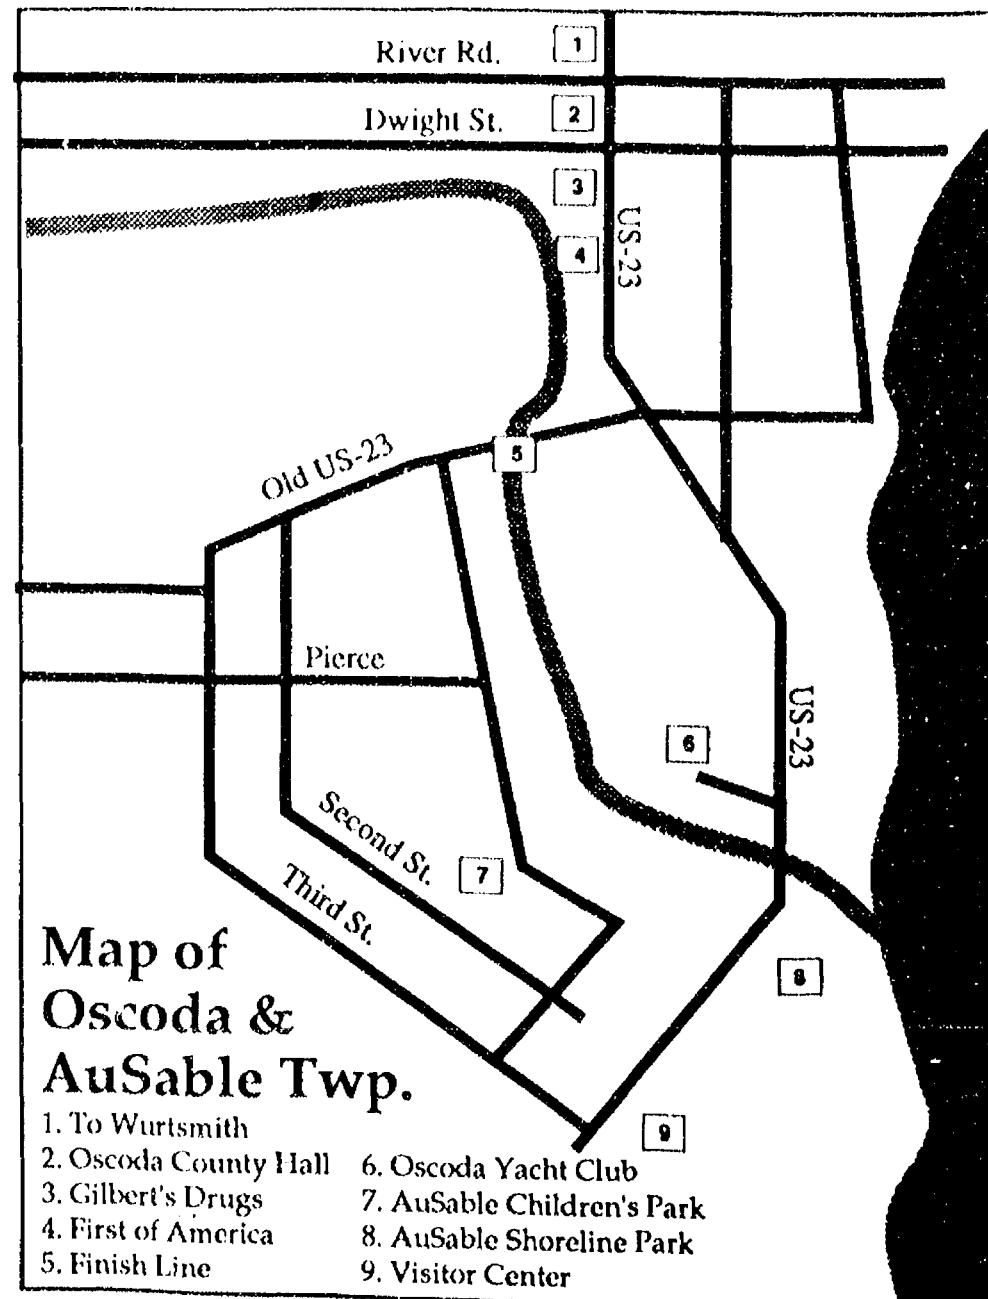 River Rd.
1
Dwight St.
2
3
4
US-23
5
Old US-23
Pierce
US-23
6
Second St.
7
Third St.
8
9
Map of
Oscoda &
AuSable Twp.
1. To Wurtsmith
2. Oscoda County Hall
3. Gilbert's Drugs
4. First of America
5. Finish Line
6. Oscoda Yacht Club
7. AuSable Children's Park
8. AuSable Shoreline Park
9. Visitor Center